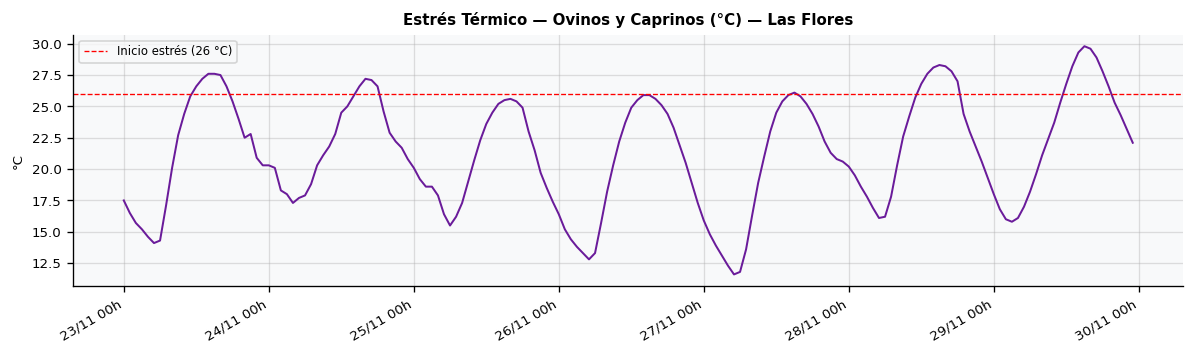 Estrés Térmico — Ovinos y Caprinos (°C) — Las Flores
Inicio estrés (26 °C)
°C
30.0
27.5
25.0
22.5
20.0
17.5
15.0
12.5
23/11 00h
24/11 00h
25/11 00h
26/11 00h
27/11 00h
28/11 00h
29/11 00h
30/11 00h